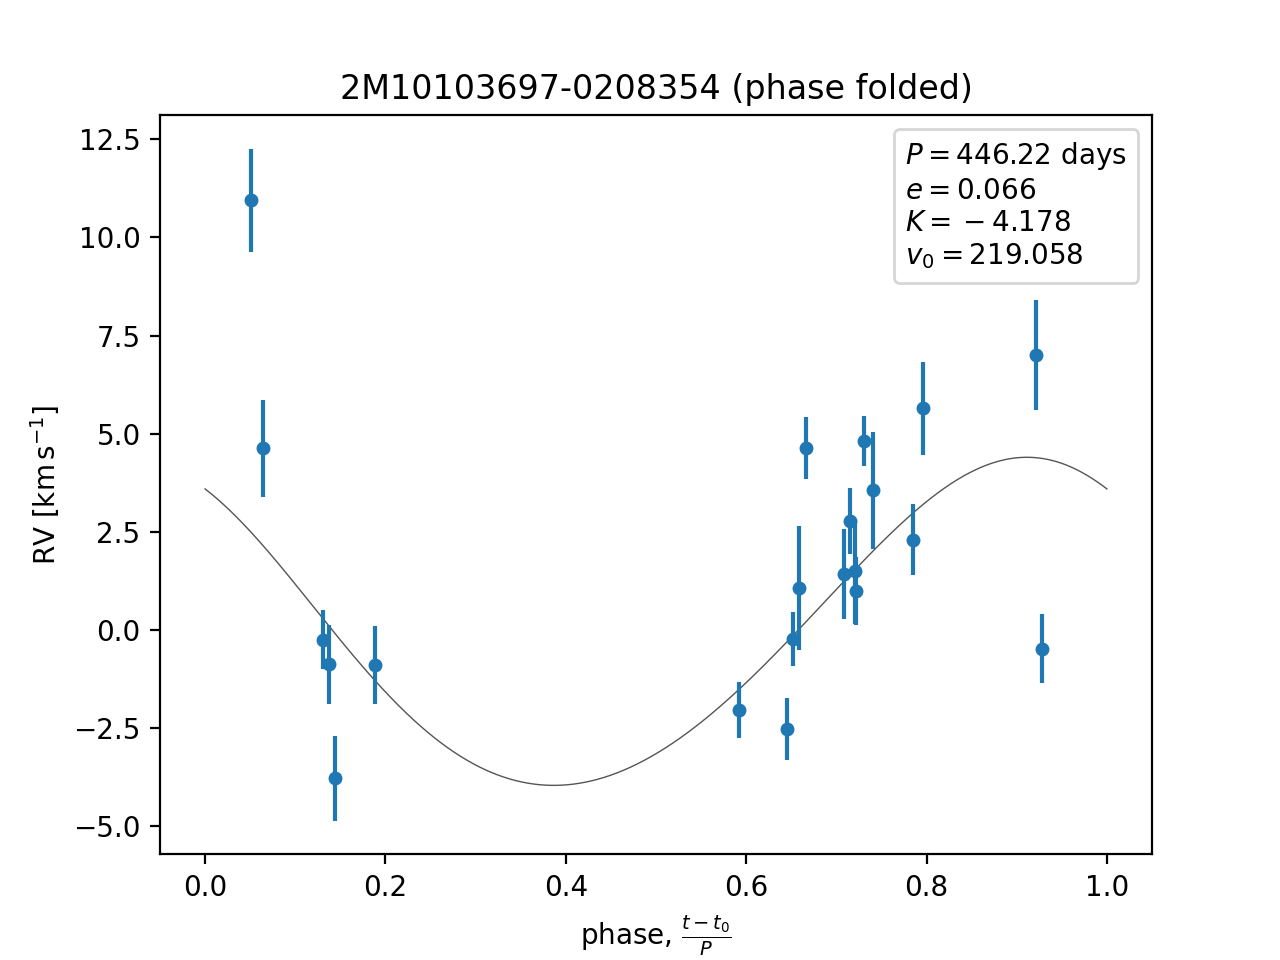 2M10103697-0208354 (phase folded)
P = 446.22 days
e = 0.066
K = −4.178
v₀ = 219.058
12.5
10.0
7.5
5.0
2.5
0.0
−2.5
−5.0
RV [km s⁻¹]
0.0 0.2 0.4 0.6 0.8 1.0
phase, (t − t₀)/P